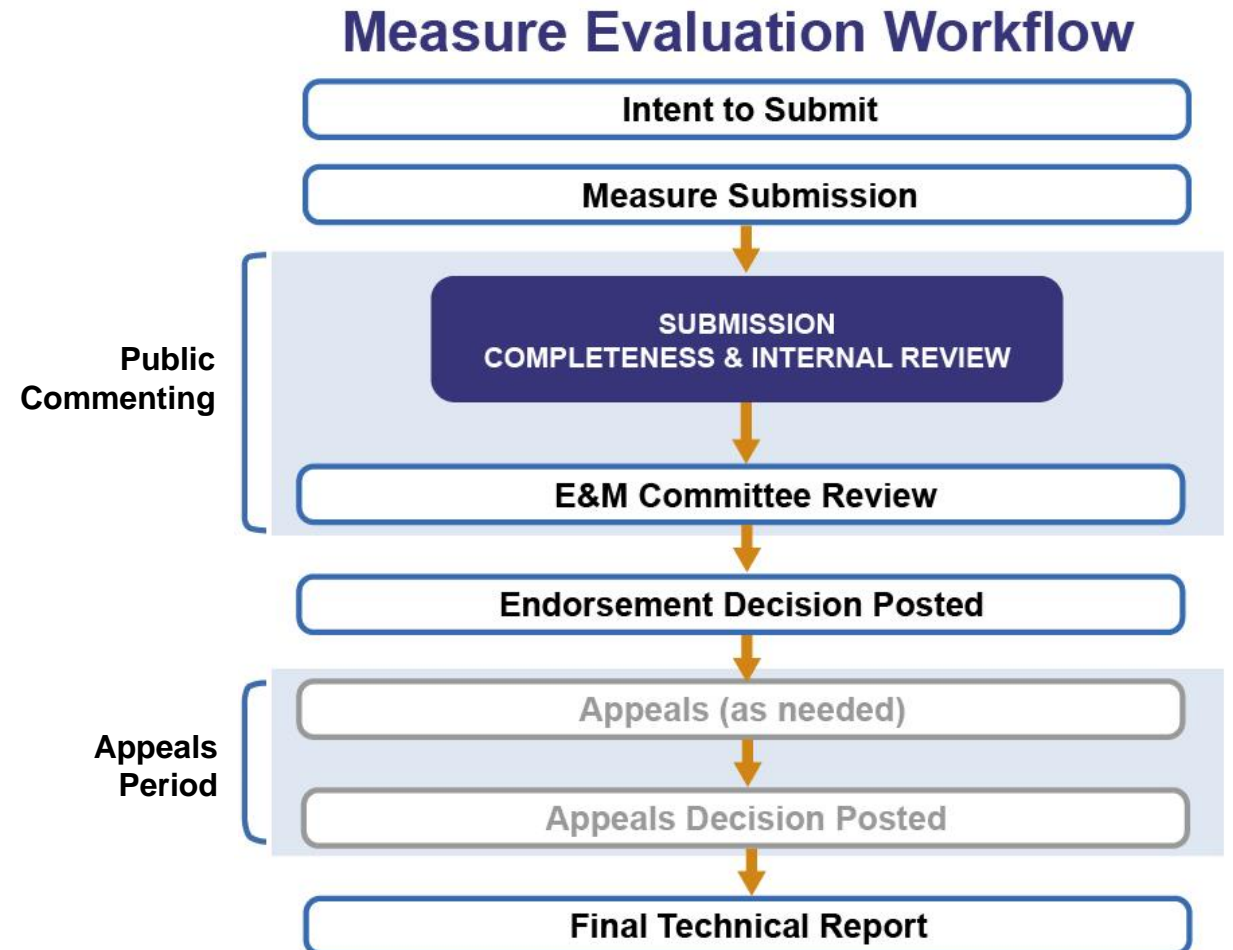 Measure Evaluation Workflow
Intent to Submit
Measure Submission
Public
Commenting
SUBMISSION
COMPLETENESS & INTERNAL REVIEW
E&M Committee Review
Endorsement Decision Posted
Appeals
Period
Appeals (as needed)
Appeals Decision Posted
Final Technical Report